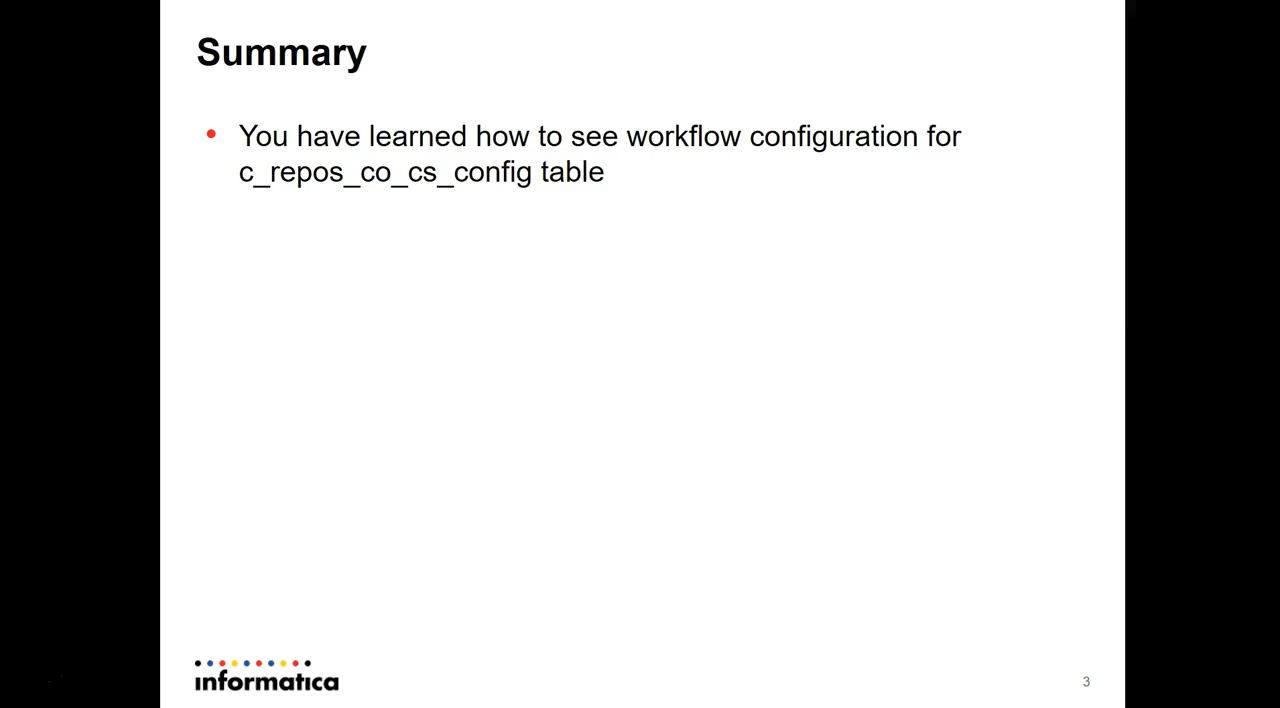 Summary
• You have learned how to see workflow configuration for
c_repos_co_cs_config table
informatica
3